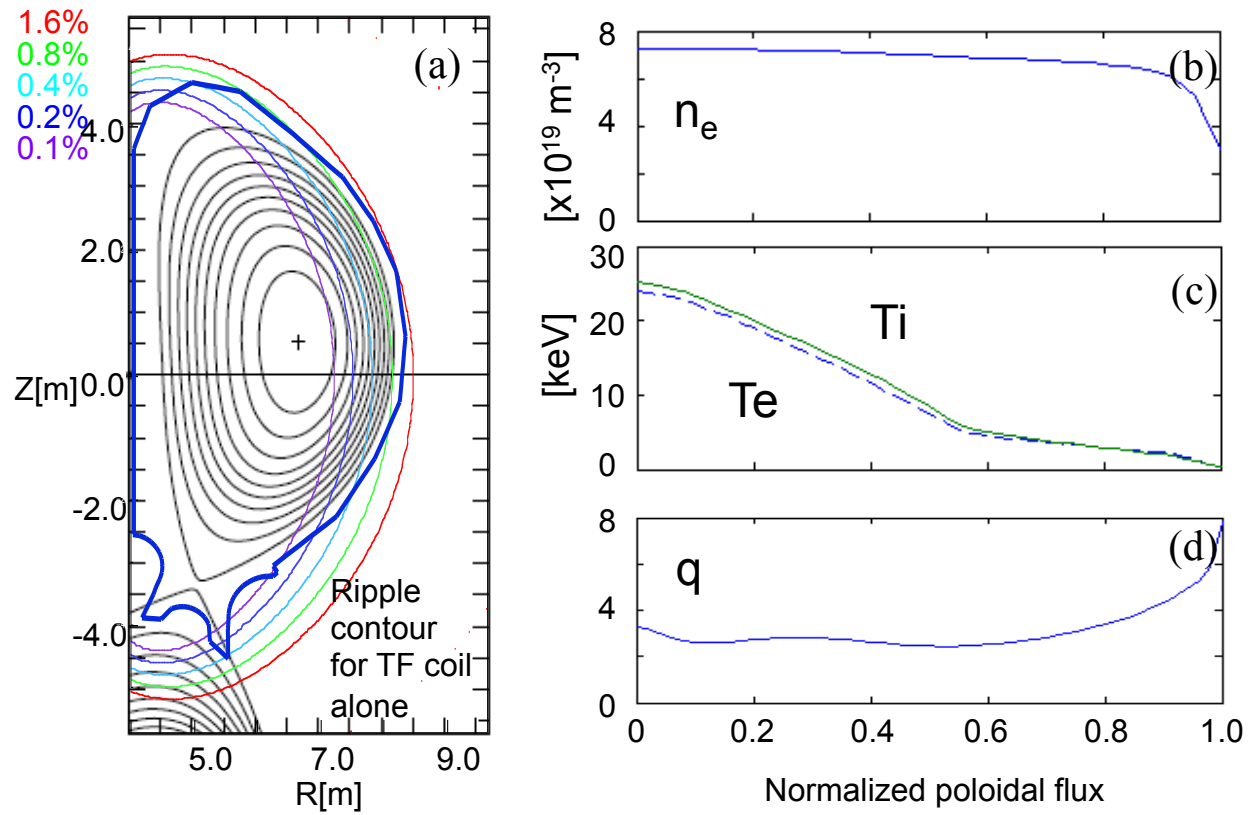 1.6%
0.8%
0.4%
0.2%
0.1%
(a)
4.0
2.0
Z[m]
0.0
-2.0
-4.0
Ripple
contour
for TF coil
alone
5.0 7.0 9.0
R[m]
8
(b)
[x10¹⁹ m⁻³]
nₑ
4
0
30
(c)
[keV]
20
Ti
10
Te
0
8
(d)
q
4
0
0 0.2 0.4 0.6 0.8 1.0
Normalized poloidal flux